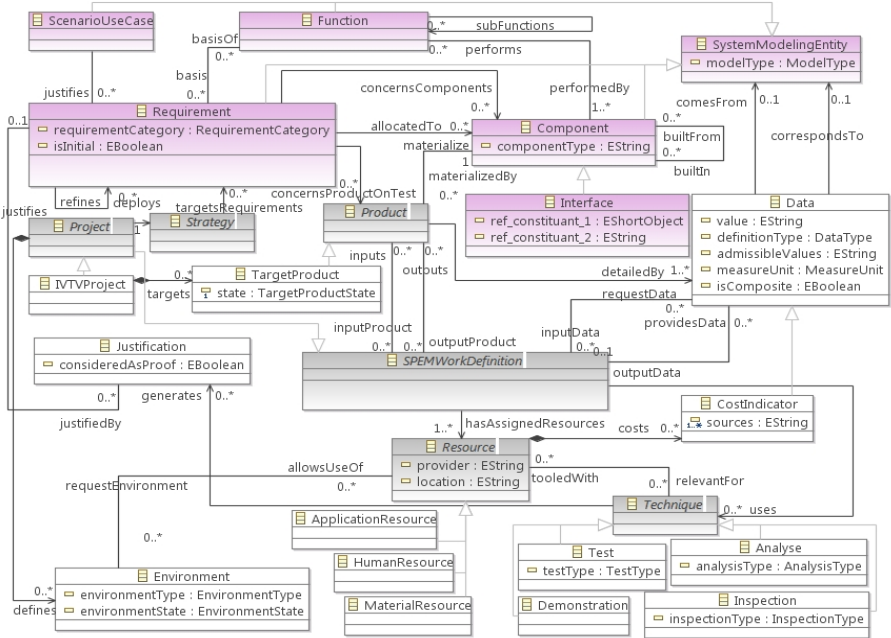 ScenarioUseCase
Function
subFunctions
basisOf
0..*
0..*
performs
SystemModelingEntity
modelType : ModelType
basis
justifies
0..*
concernsComponents
0..*
performedBy
1..*
comesFrom
0..1
0..1
correspondsTo
0..1
Requirement
requirementCategory : RequirementCategory
isInitial : EBoolean
allocatedTo
0..*
materialize
1
materializedBy
0..*
Component
componentType : EString
0..*
builtFrom
0..*
builtIn
refines
0..*
deploys
0..*
targetsRequirements
concernsProductOnTest
0..*
Interface
ref_constituant_1 : EShortObject
ref_constituant_2 : EString
Data
value : EString
definitionType : DataType
admissibleValues : EString
measureUnit : MeasureUnit
isComposite : EBoolean
justifies
Project
1
Strategy
Product
inputs
0..*
0..*
outouts
IVTVProject
0..*
targets
TargetProduct
state : TargetProductState
detailedBy
1..*
requestData
0..*
providesData
0..*
inputProduct
0..*
0..*
outputProduct
inputData
0..1
outputData
SPEMWorkDefinition
Justification
consideredAsProof : EBoolean
0..*
justifiedBy
generates
0..*
hasAssignedResources
1..*
costs
0..*
CostIndicator
1..*
sources : EString
Resource
provider : EString
location : EString
allowsUseOf
0..*
requestEnvironment
0..*
0..*
tooledWith
0..*
relevantFor
Technique
0..*
uses
ApplicationResource
HumanResource
MaterialResource
Test
testType : TestType
Analyse
analysisType : AnalysisType
Demonstration
Inspection
inspectionType : InspectionType
0..*
defines
Environment
environmentType : EnvironmentType
environmentState : EnvironmentState